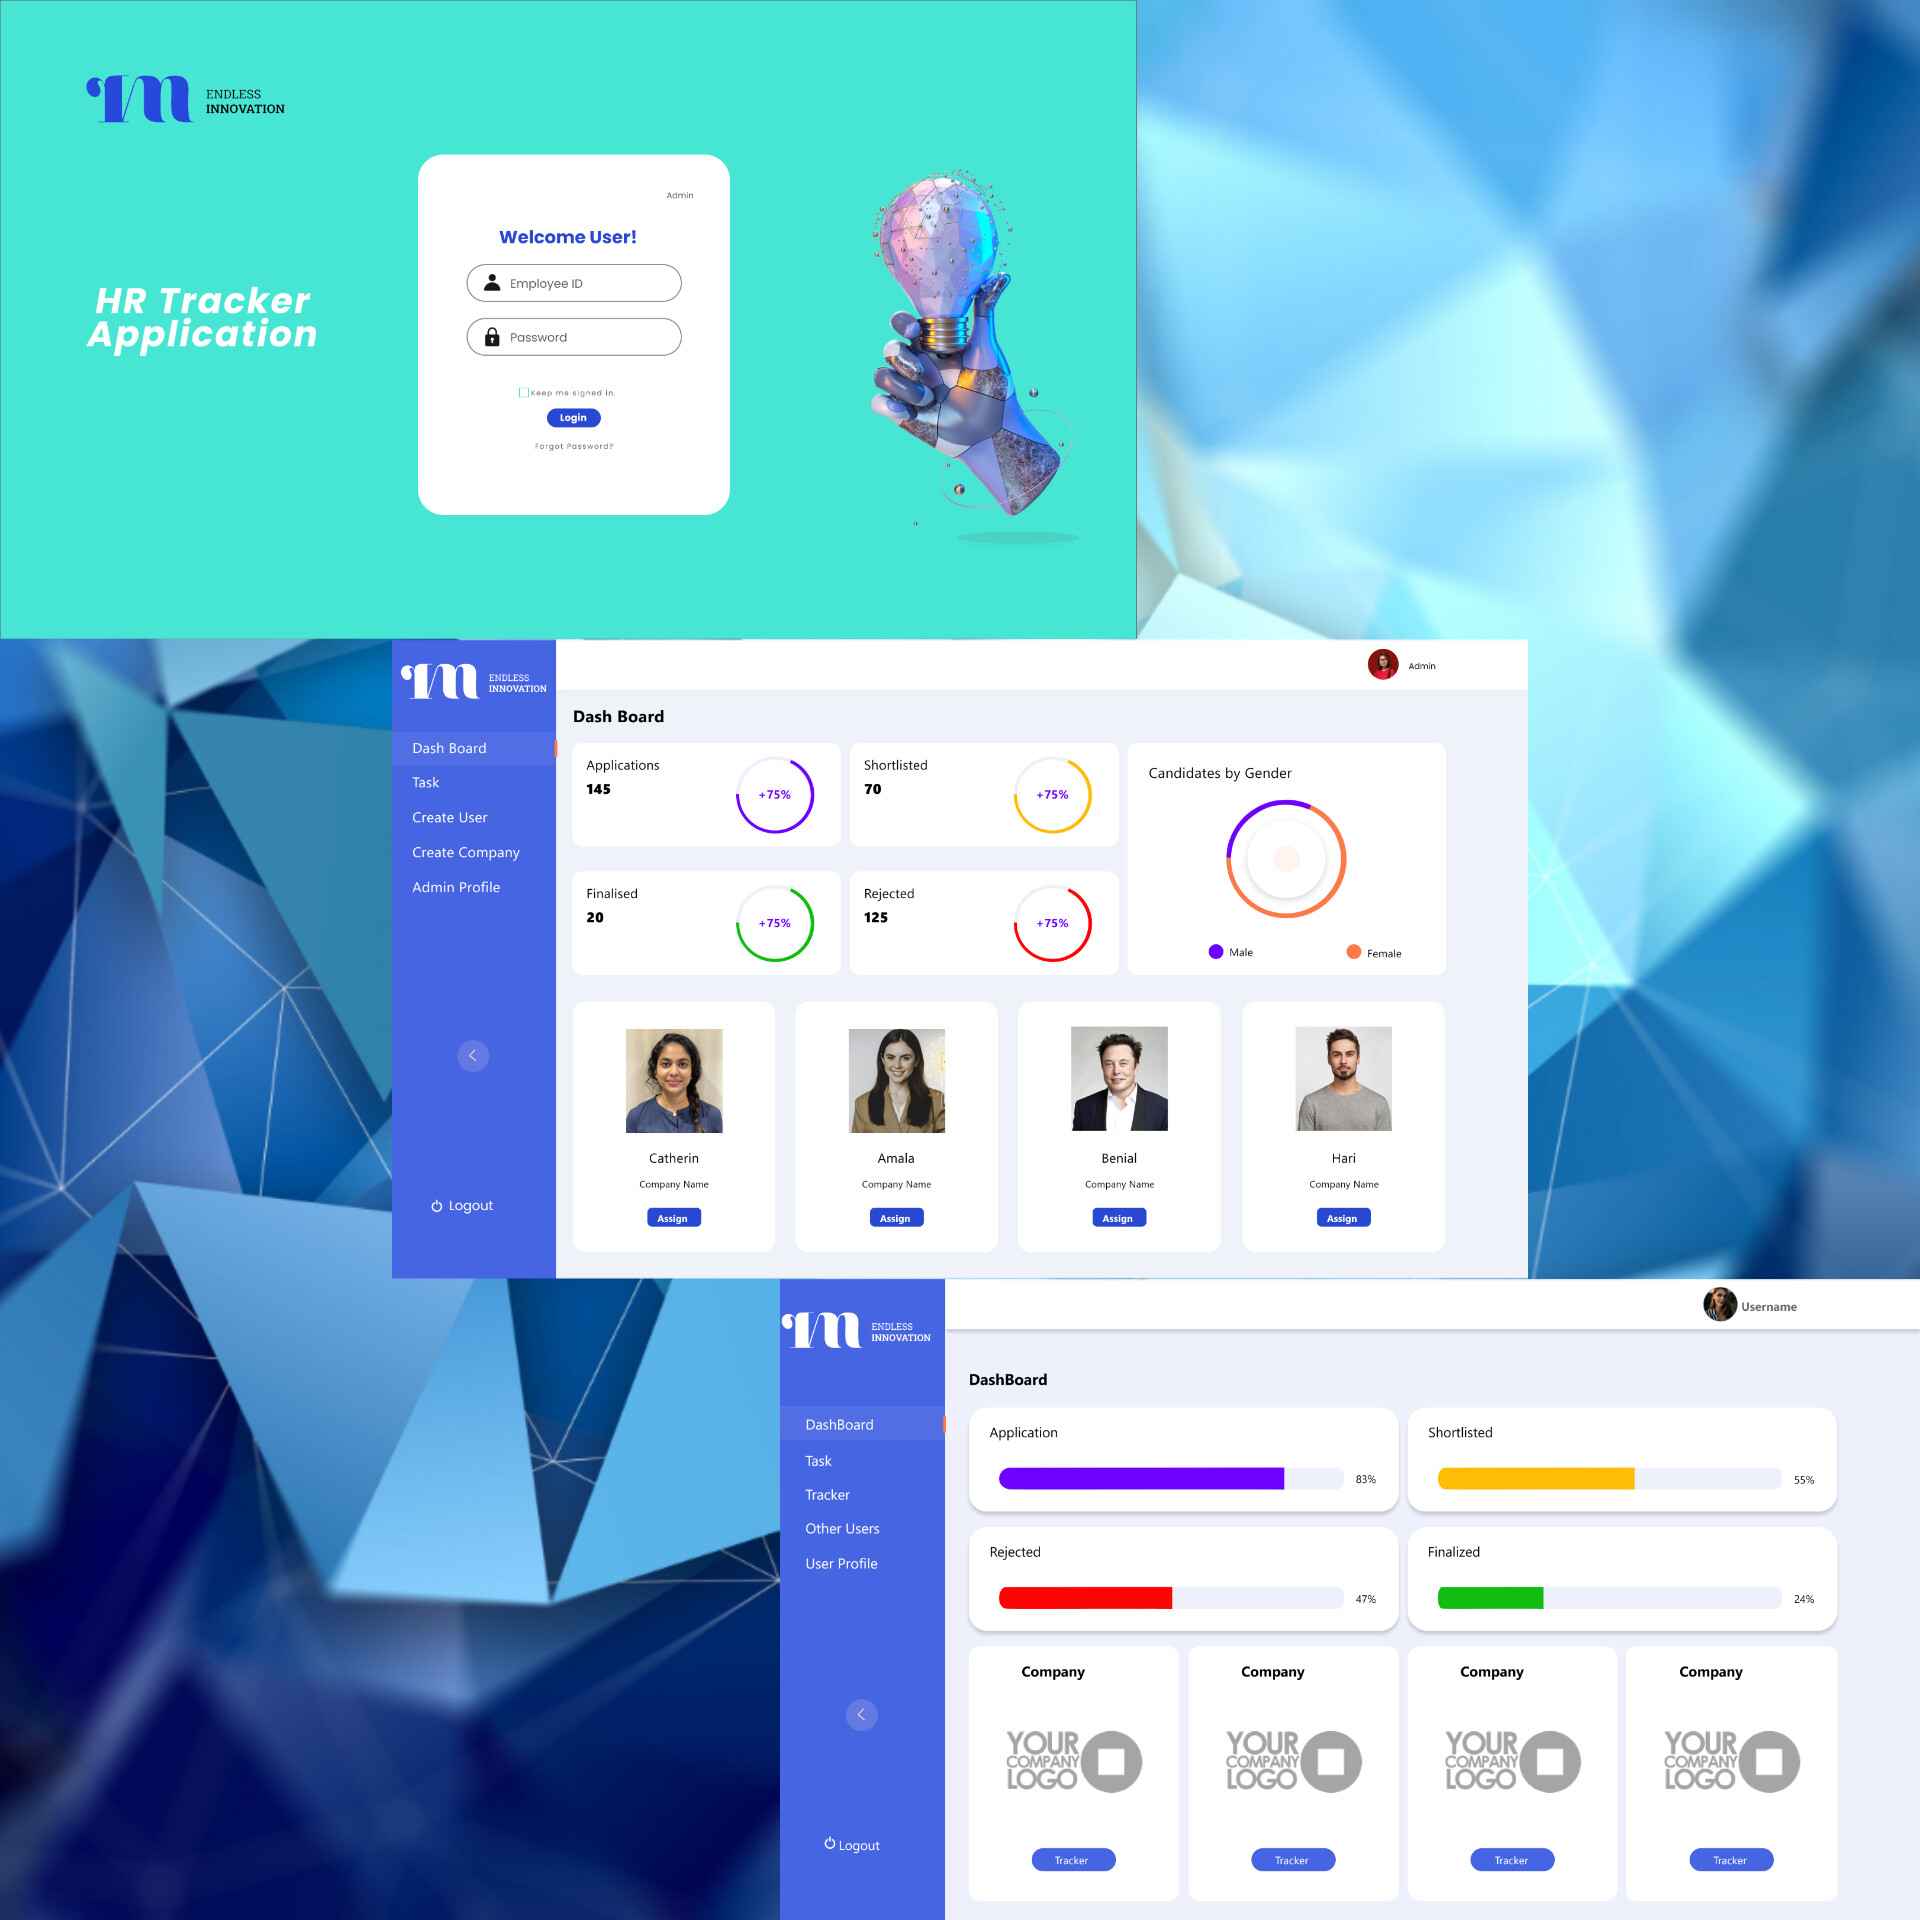 ENDLESS
INNOVATION
HR Tracker
Application
Admin
Welcome User!
Employee ID
Password
Keep me signed in.
Login
Forgot Password?
ENDLESS
INNOVATION
Dash Board
Task
Create User
Create Company
Admin Profile
Logout
Admin
Dash Board
Applications
145
+75%
Shortlisted
70
+75%
Candidates by Gender
Male
Female
Finalised
20
+75%
Rejected
125
+75%
Catherin
Company Name
Assign
Amala
Company Name
Assign
Benial
Company Name
Assign
Hari
Company Name
Assign
ENDLESS
INNOVATION
DashBoard
Task
Tracker
Other Users
User Profile
Logout
Username
DashBoard
Application
83%
Shortlisted
55%
Rejected
47%
Finalized
24%
Company
YOUR
COMPANY
LOGO
Tracker
Company
YOUR
COMPANY
LOGO
Tracker
Company
YOUR
COMPANY
LOGO
Tracker
Company
YOUR
COMPANY
LOGO
Tracker